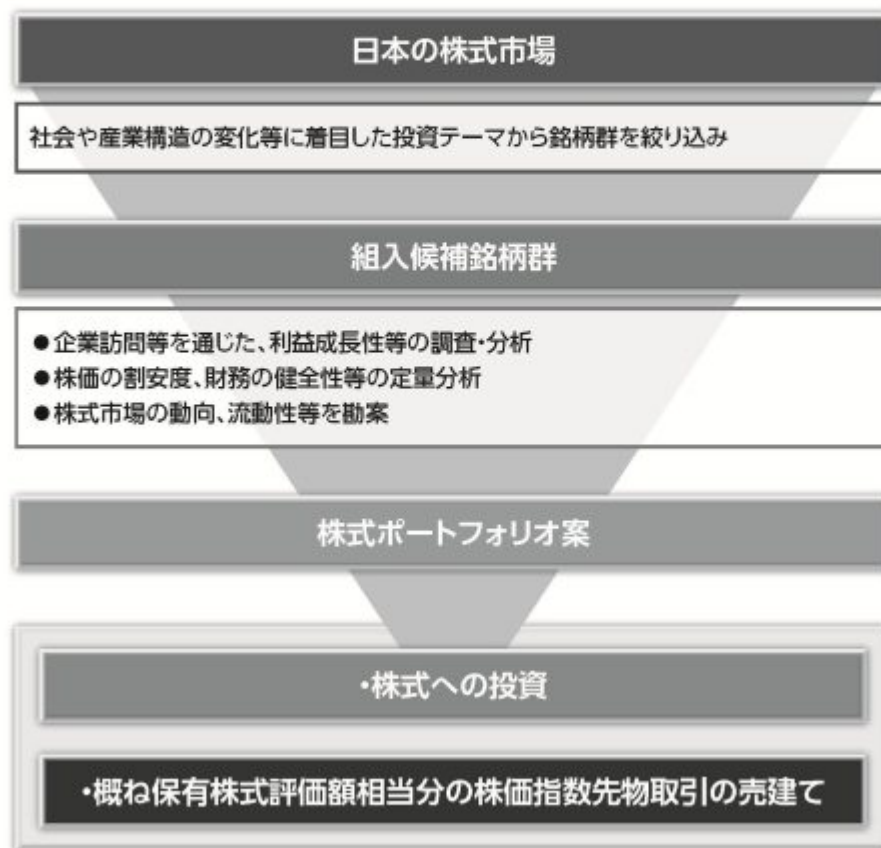 日本の株式市場
社会や産業構造の変化等に着目した投資テーマから銘柄群を絞り込み
組入候補銘柄群
●企業訪問等を通じた、利益成長性等の調査・分析
●株価の割安度、財務の健全性等の定量分析
●株式市場の動向、流動性等を勘案
株式ポートフォリオ案
・株式への投資
・概ね保有株式評価額相当分の株価指数先物取引の売建て